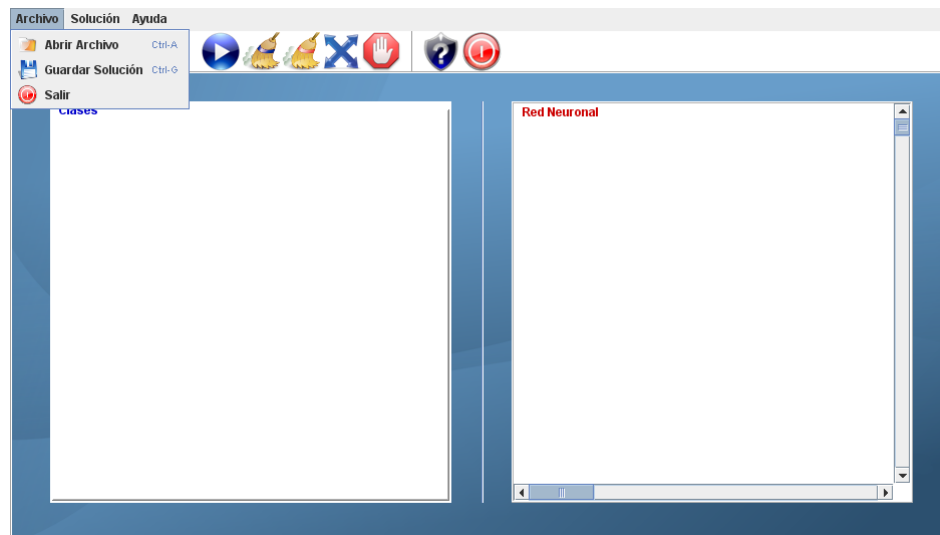 Archivo Solución Ayuda
Abrir Archivo Ctrl-A
Guardar Solución Ctrl-G
Salir
Clases
Red Neuronal